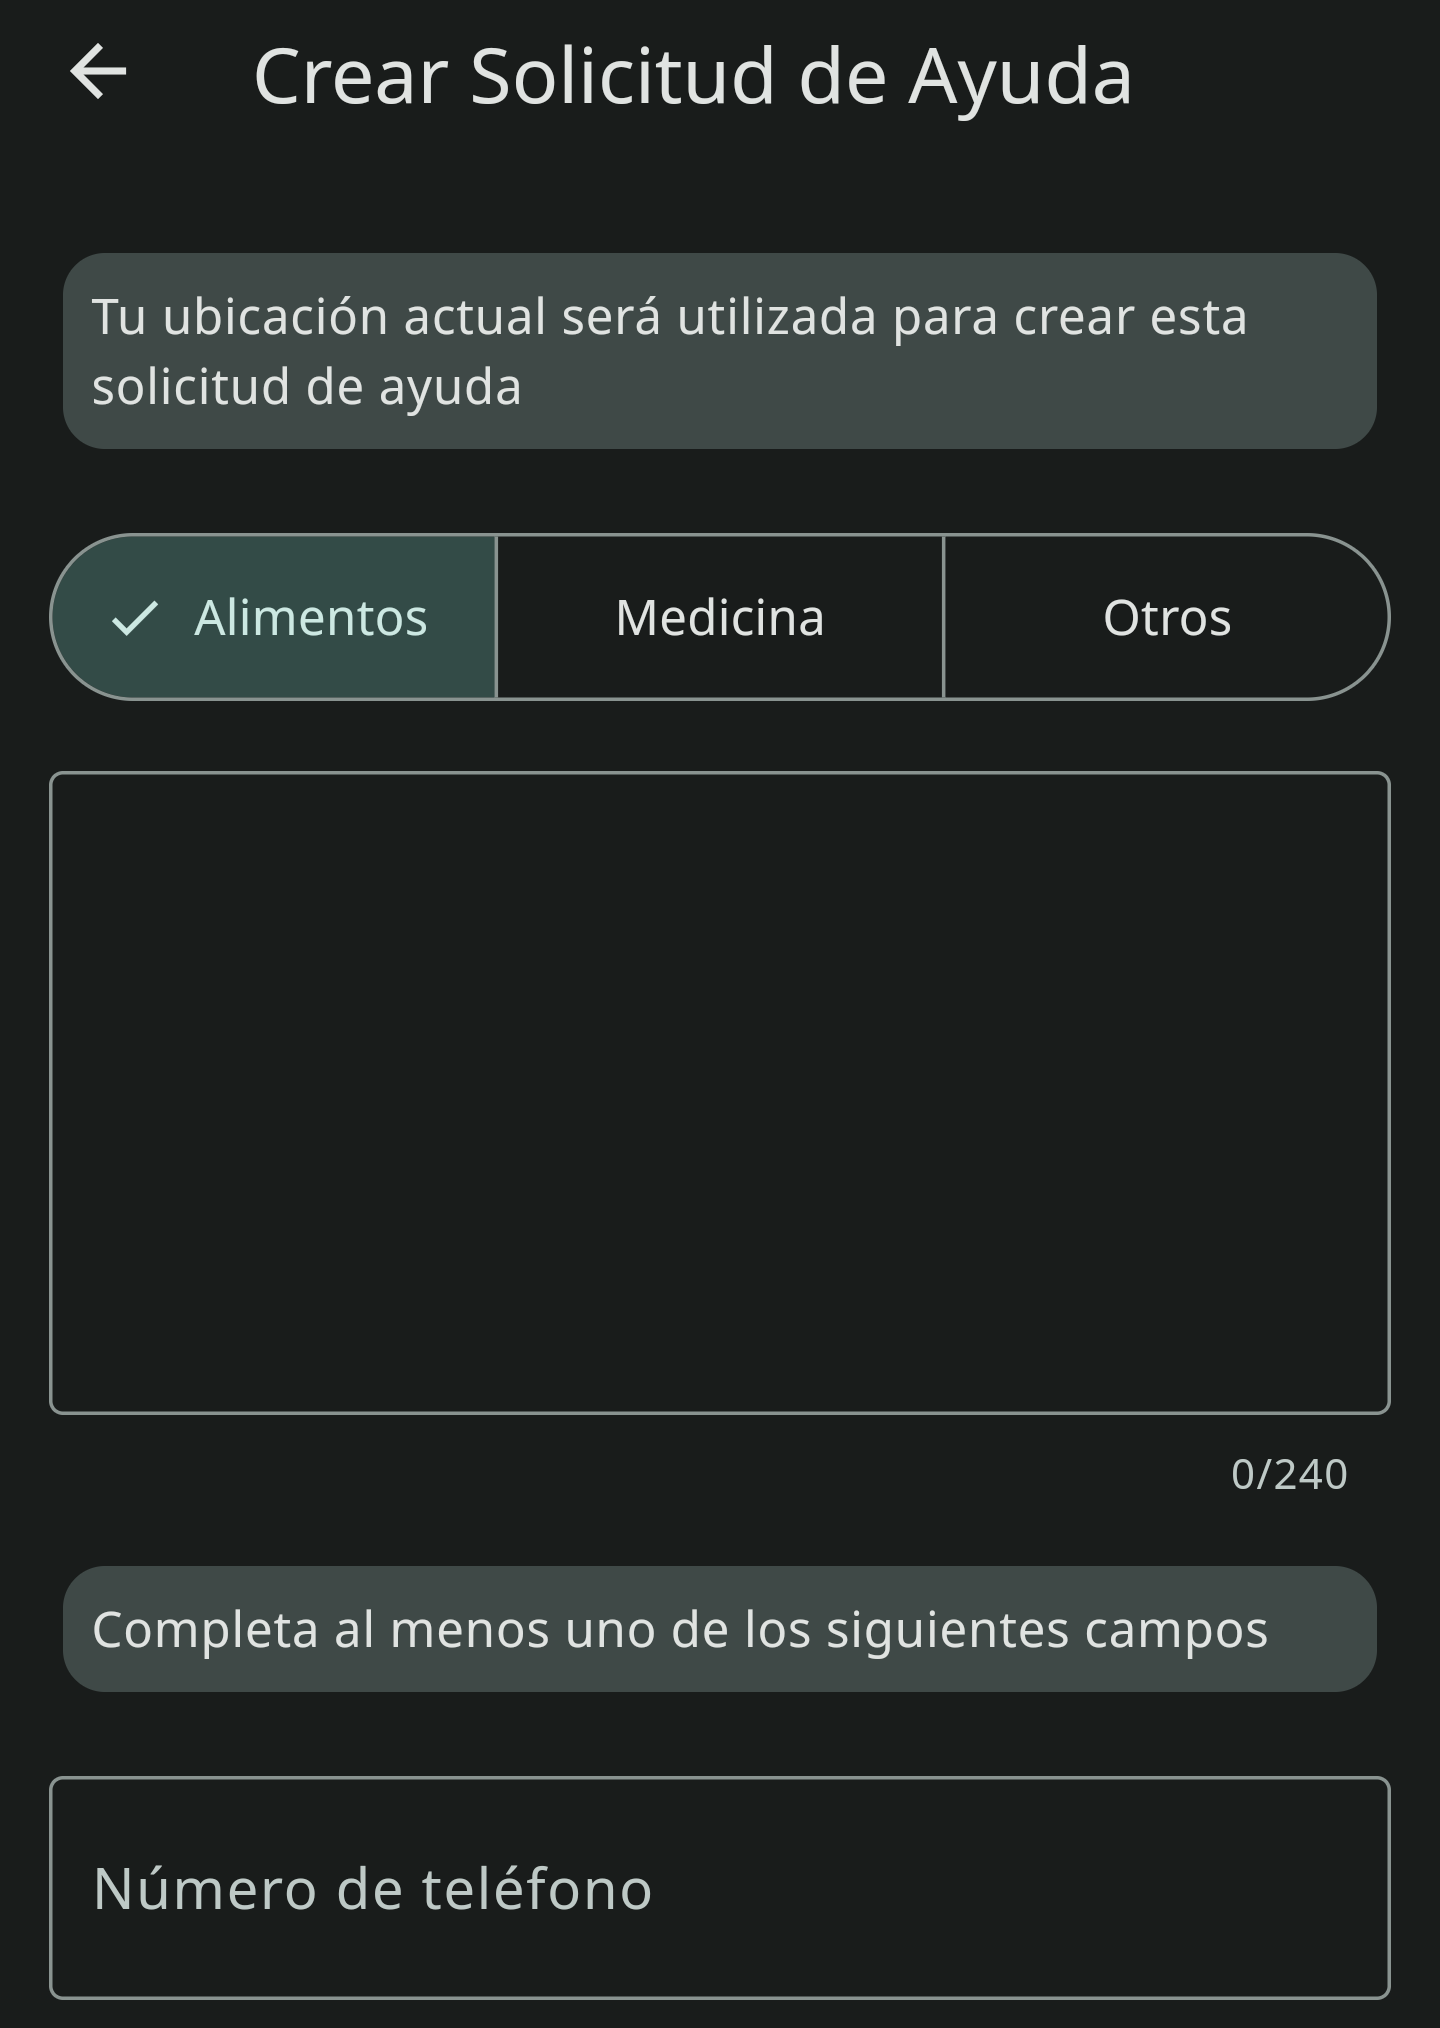 Crear Solicitud de Ayuda
Tu ubicación actual será utilizada para crear esta
solicitud de ayuda
Alimentos
Medicina
Otros
0/240
Completa al menos uno de los siguientes campos
Número de teléfono